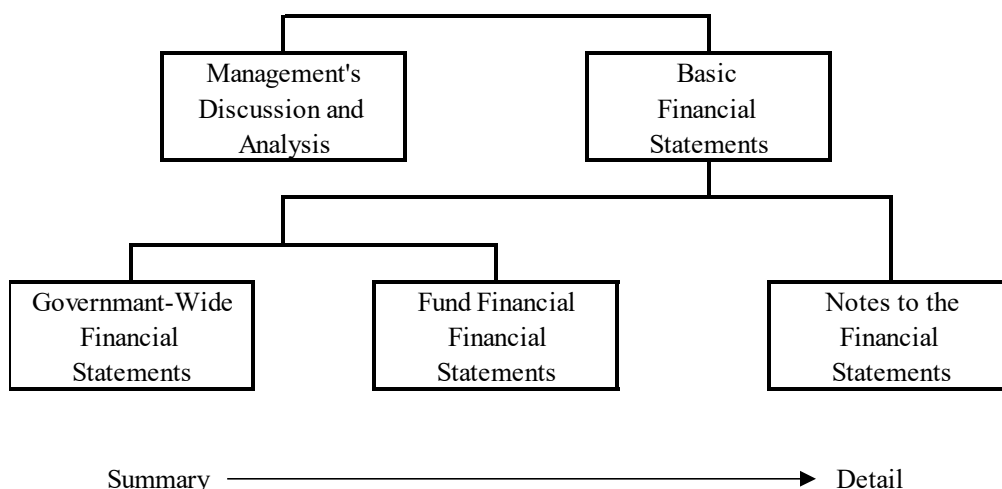 Management's
Discussion and
Analysis
Basic
Financial
Statements
Governmant-Wide
Financial
Statements
Fund Financial
Financial
Statements
Notes to the
Financial
Statements
Summary
Detail